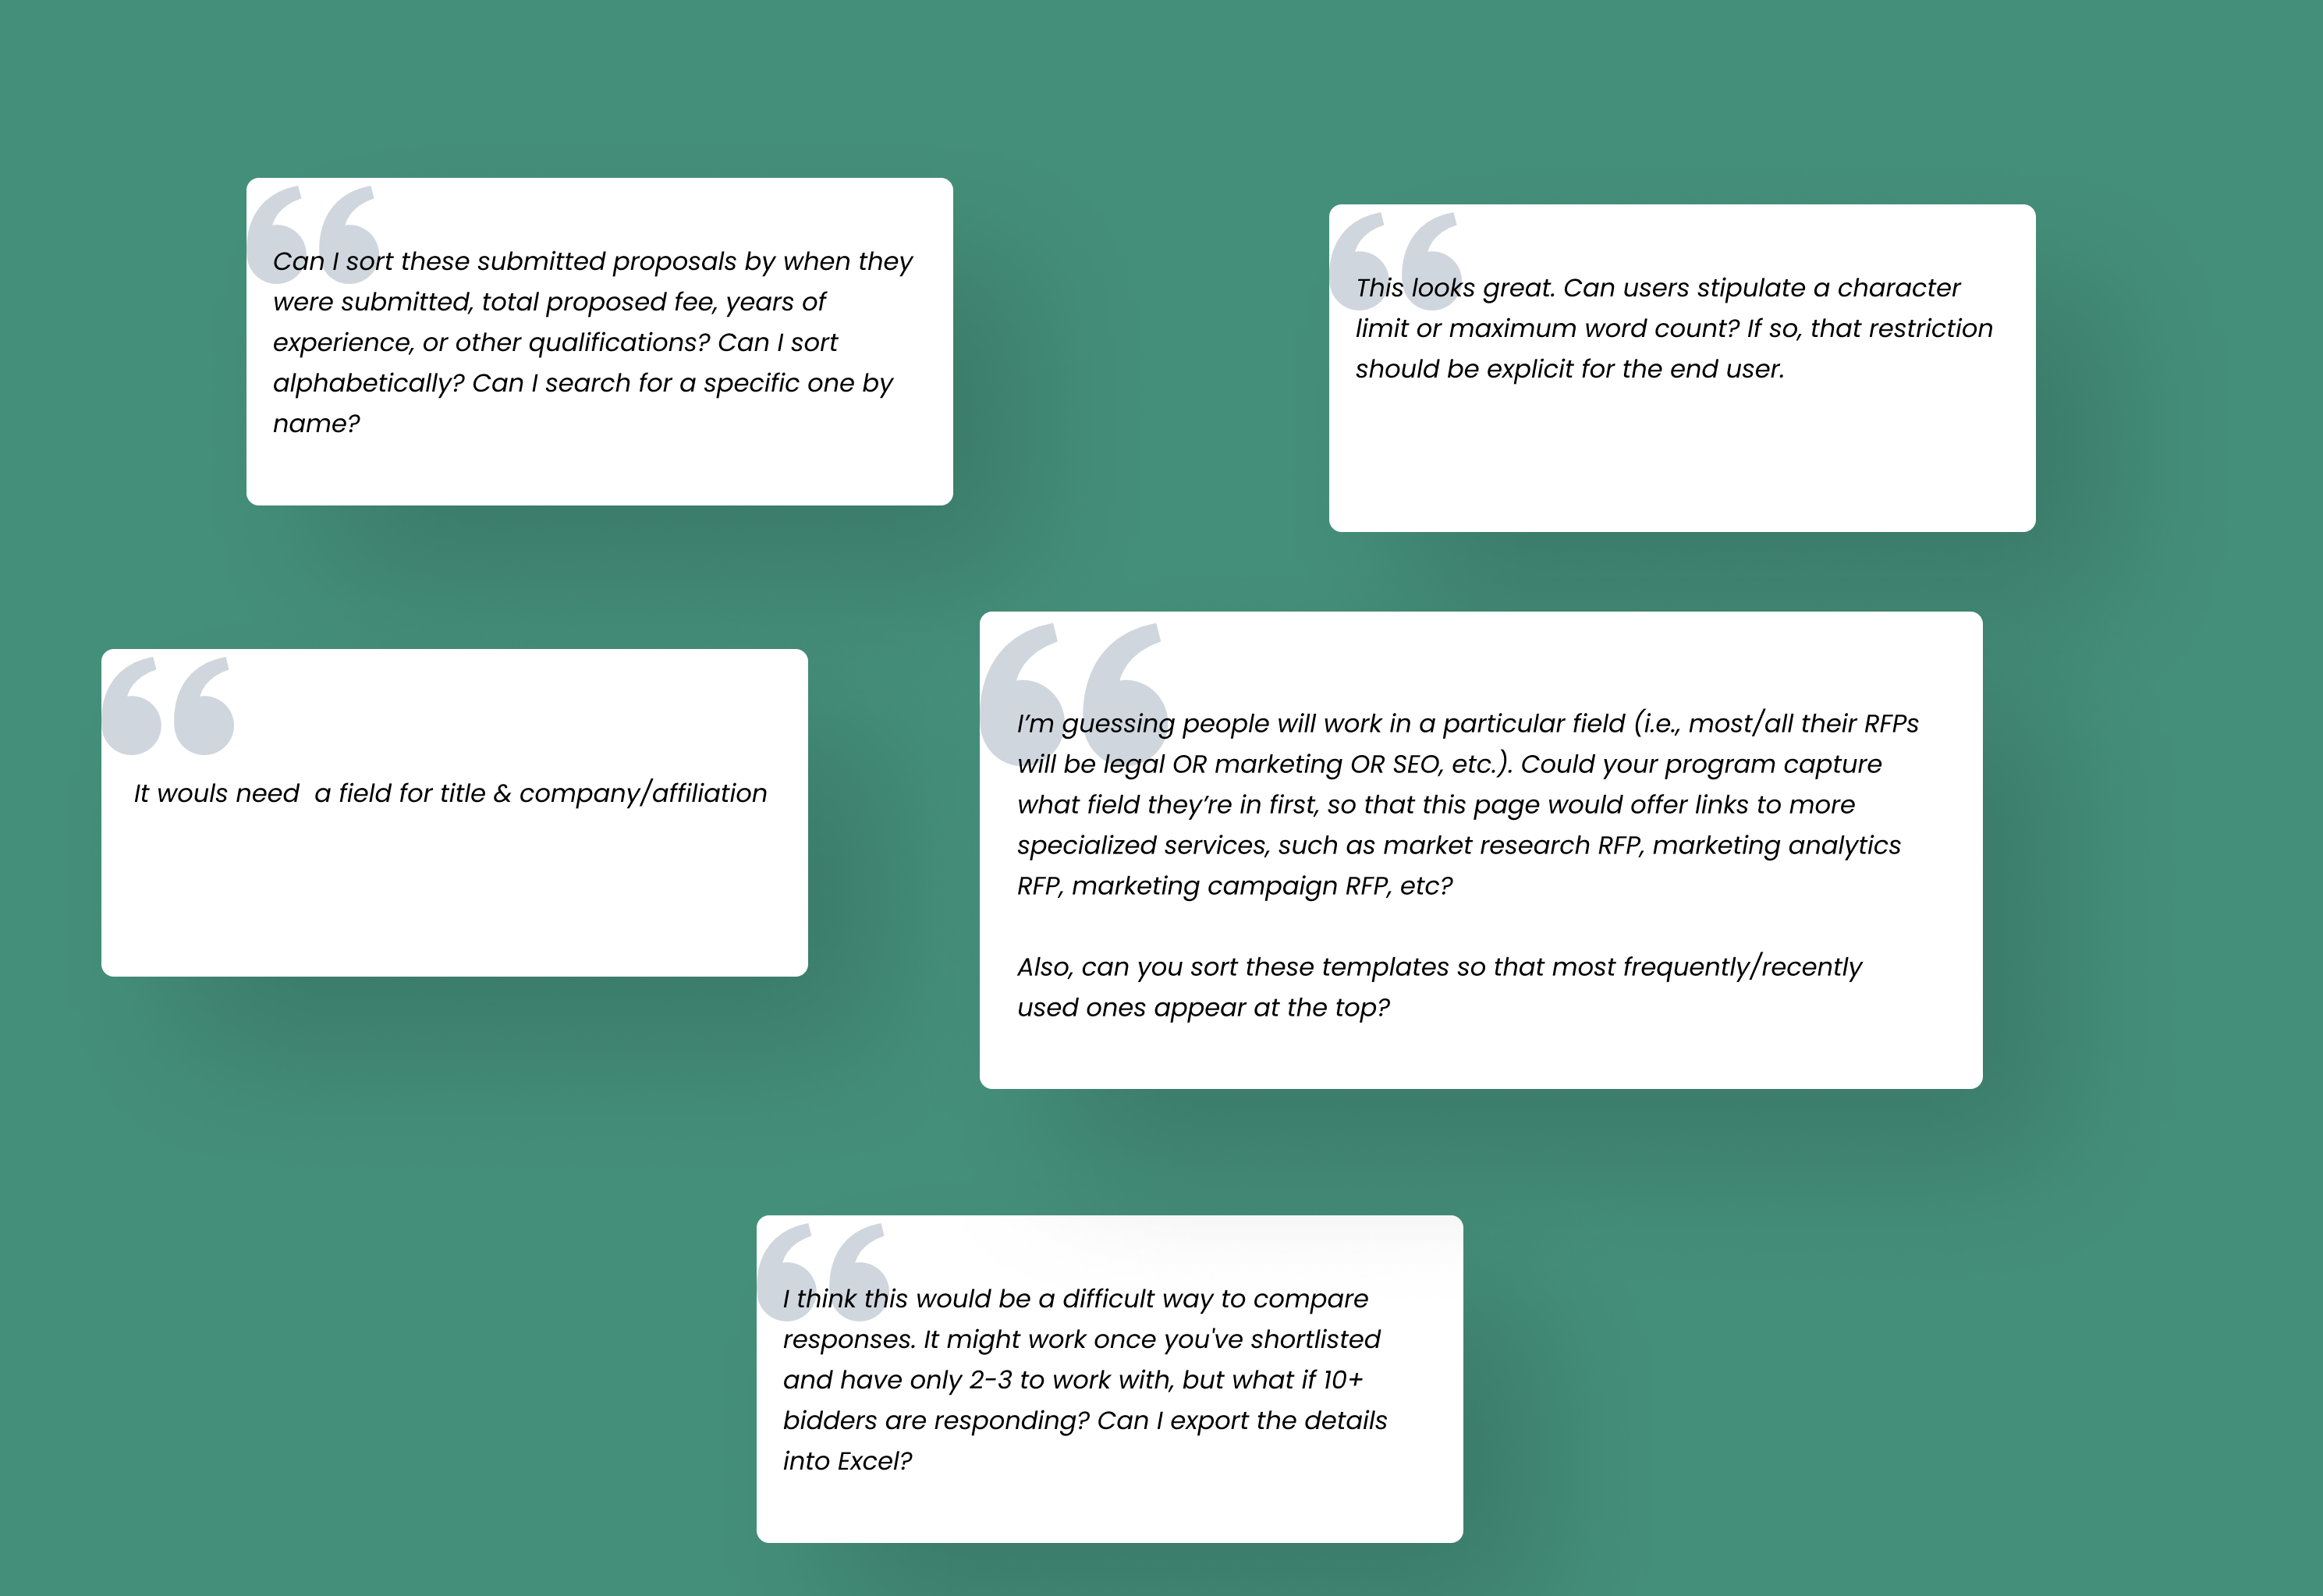 Can I sort these submitted proposals by when they
were submitted, total proposed fee, years of
experience, or other qualifications? Can I sort
alphabetically? Can I search for a specific one by
name?
This looks great. Can users stipulate a character
limit or maximum word count? If so, that restriction
should be explicit for the end user.
It wouls need  a field for title & company/affiliation
I’m guessing people will work in a particular field (i.e., most/all their RFPs
will be legal OR marketing OR SEO, etc.). Could your program capture
what field they’re in first, so that this page would offer links to more
specialized services, such as market research RFP, marketing analytics
RFP, marketing campaign RFP, etc?
Also, can you sort these templates so that most frequently/recently
used ones appear at the top?
I think this would be a difficult way to compare
responses. It might work once you've shortlisted
and have only 2-3 to work with, but what if 10+
bidders are responding? Can I export the details
into Excel?